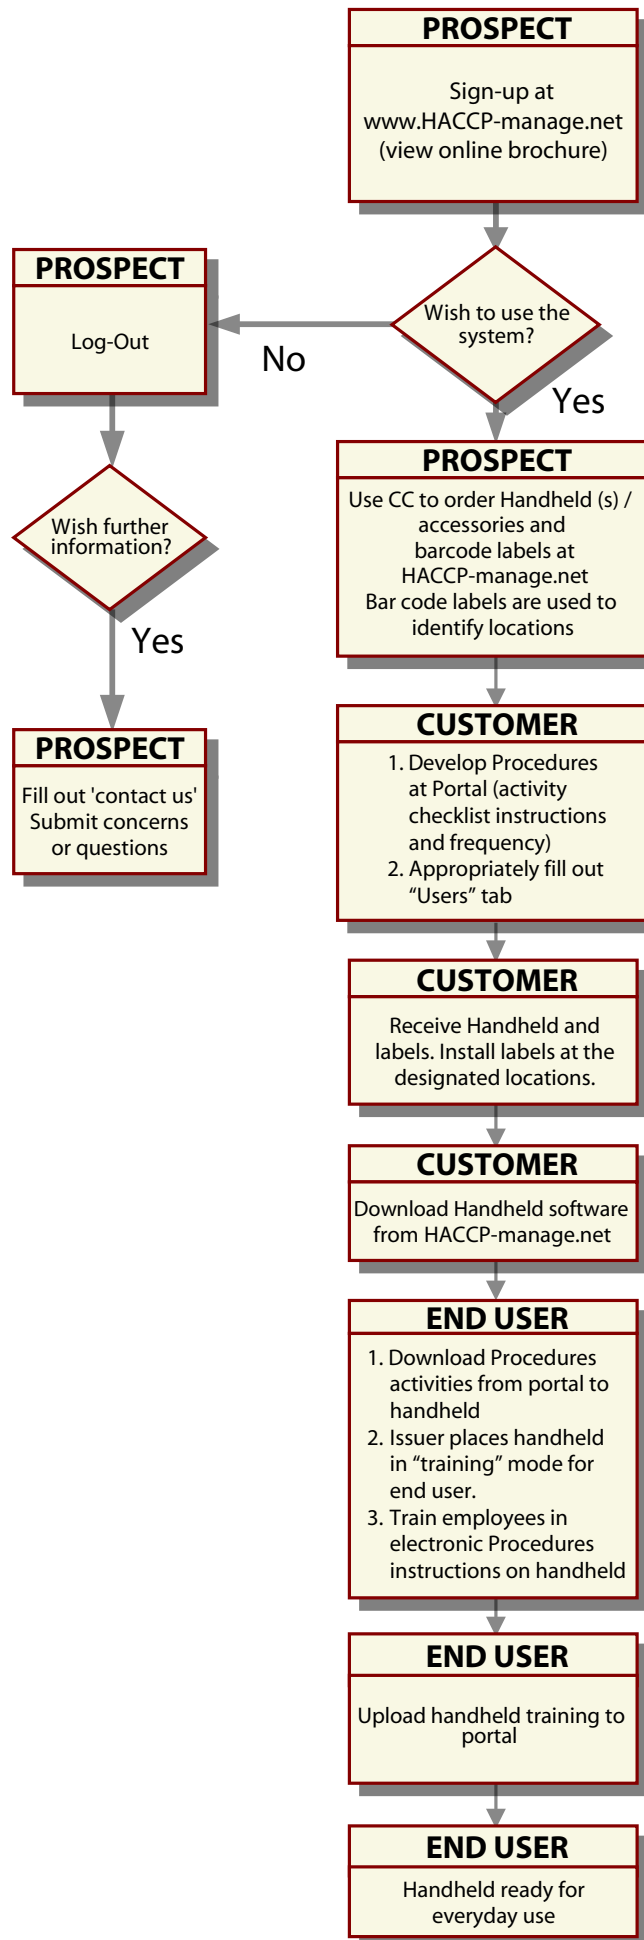 PROSPECT
Sign-up at
www.HACCP-manage.net
(view online brochure)
Wish to use the
system?
No
Yes
PROSPECT
Log-Out
Wish further
information?
Yes
PROSPECT
Fill out 'contact us'
Submit concerns
or questions
PROSPECT
Use CC to order Handheld (s) /
accessories and
barcode labels at
HACCP-manage.net
Bar code labels are used to
identify locations
CUSTOMER
1. Develop Procedures
at Portal (activity
checklist instructions
and frequency)
2. Appropriately fill out
“Users” tab
CUSTOMER
Receive Handheld and
labels. Install labels at the
designated locations.
CUSTOMER
Download Handheld software
from HACCP-manage.net
END USER
1. Download Procedures
activities from portal to
handheld
2. Issuer places handheld
in “training” mode for
end user.
3. Train employees in
electronic Procedures
instructions on handheld
END USER
Upload handheld training to
portal
END USER
Handheld ready for
everyday use